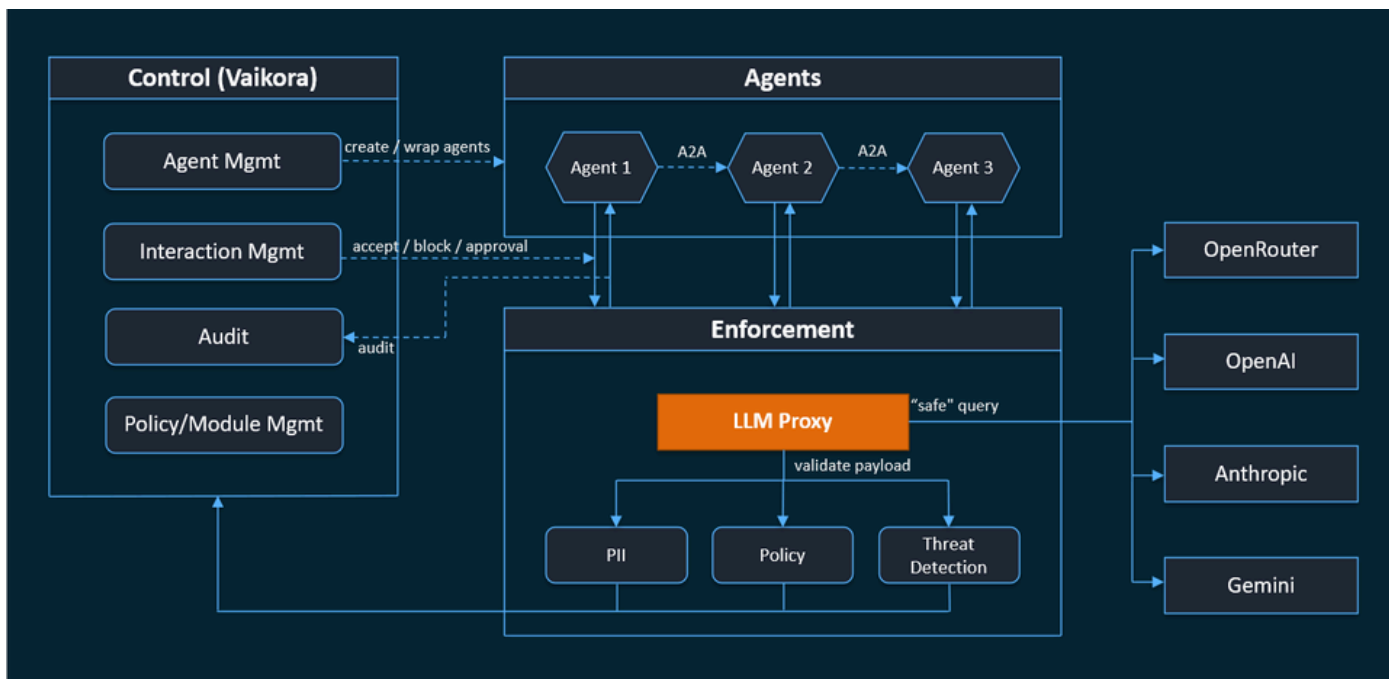 Control (Vaikora)
Agent Mgmt
Interaction Mgmt
Audit
Policy/Module Mgmt
create / wrap agents
accept / block / approval
audit
Agents
Agent 1
A2A
Agent 2
A2A
Agent 3
Enforcement
LLM Proxy
“safe" query
validate payload
PII
Policy
Threat
Detection
OpenRouter
OpenAI
Anthropic
Gemini